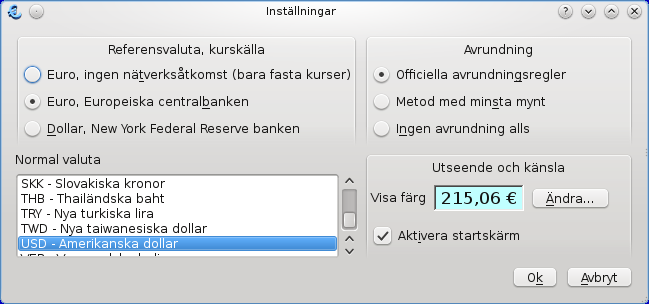 Inställningar
Referensvaluta, kurskälla
Euro, ingen nätverksåtkomst (bara fasta kurser)
Euro, Europeiska centralbanken
Dollar, New York Federal Reserve banken
Avrundning
Officiella avrundningsregler
Metod med minsta mynt
Ingen avrundning alls
Normal valuta
SKK - Slovakiska kronor
THB - Thailändska baht
TRY - Nya turkiska lira
TWD - Nya taiwanesiska dollar
USD - Amerikanska dollar
Utseende och känsla
Visa färg 215,06 € Ändra...
Aktivera startskärm
Ok Avbryt